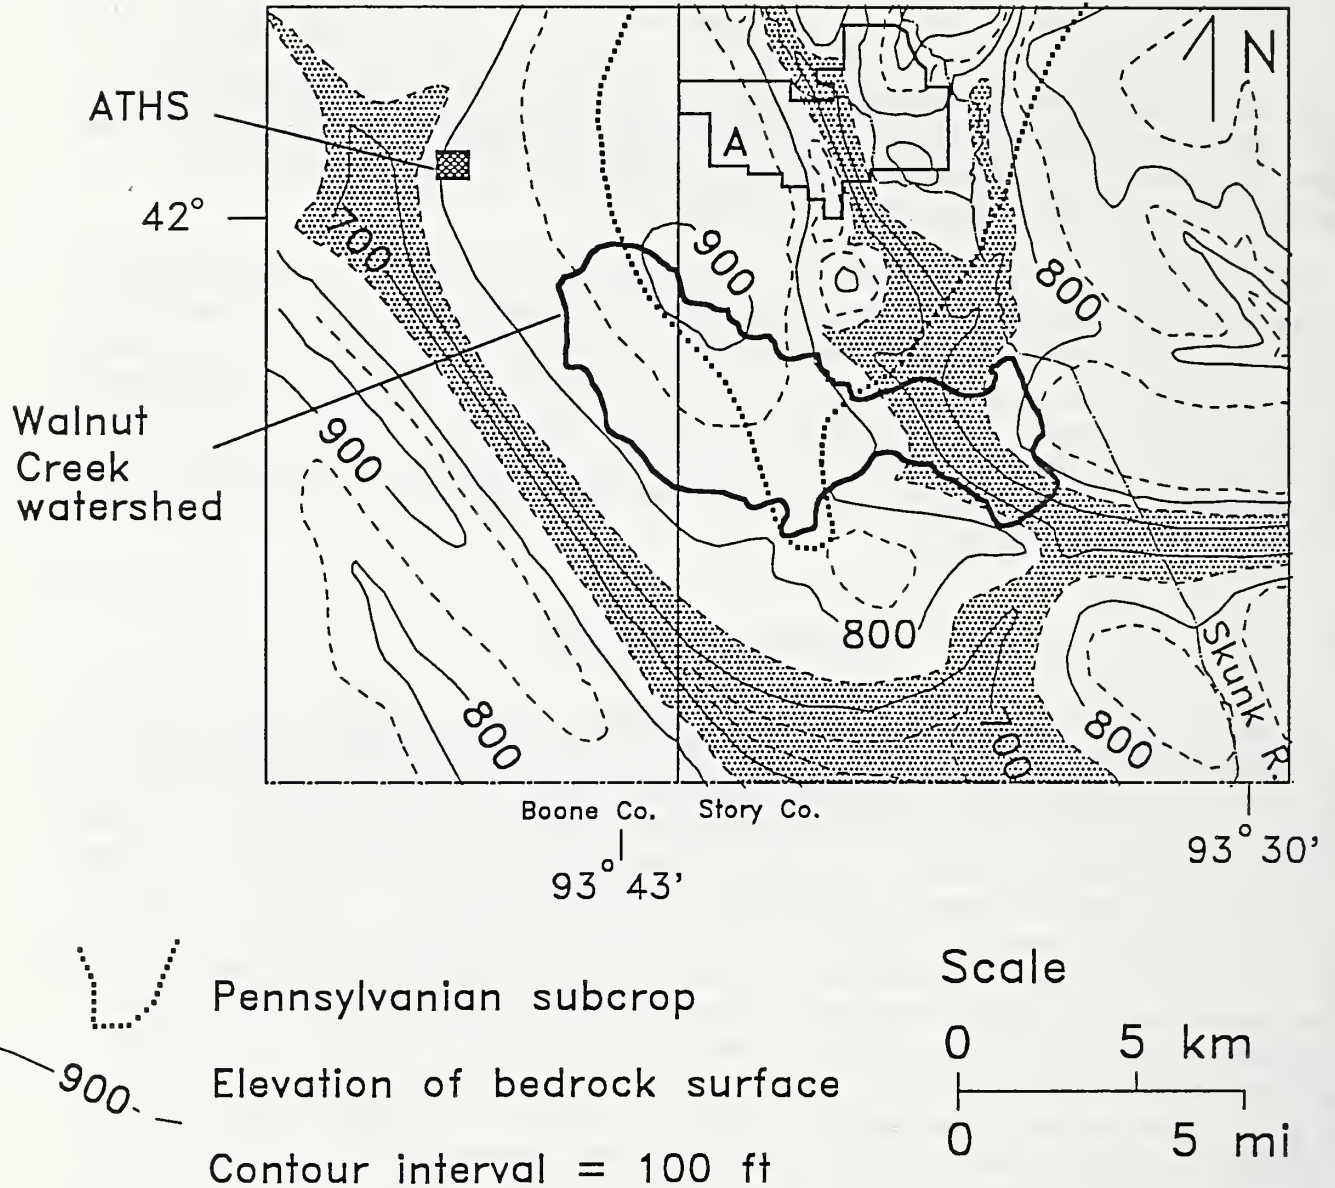 N
ATHS
A
42°
700
900
800
Walnut
Creek
watershed
900
800
800
Skunk R.
700
800
Boone Co.
Story Co.
93° 43'
93° 30'
Pennsylvanian subcrop
900
Elevation of bedrock surface
Contour interval = 100 ft
Scale
0 5 km
0 5 mi